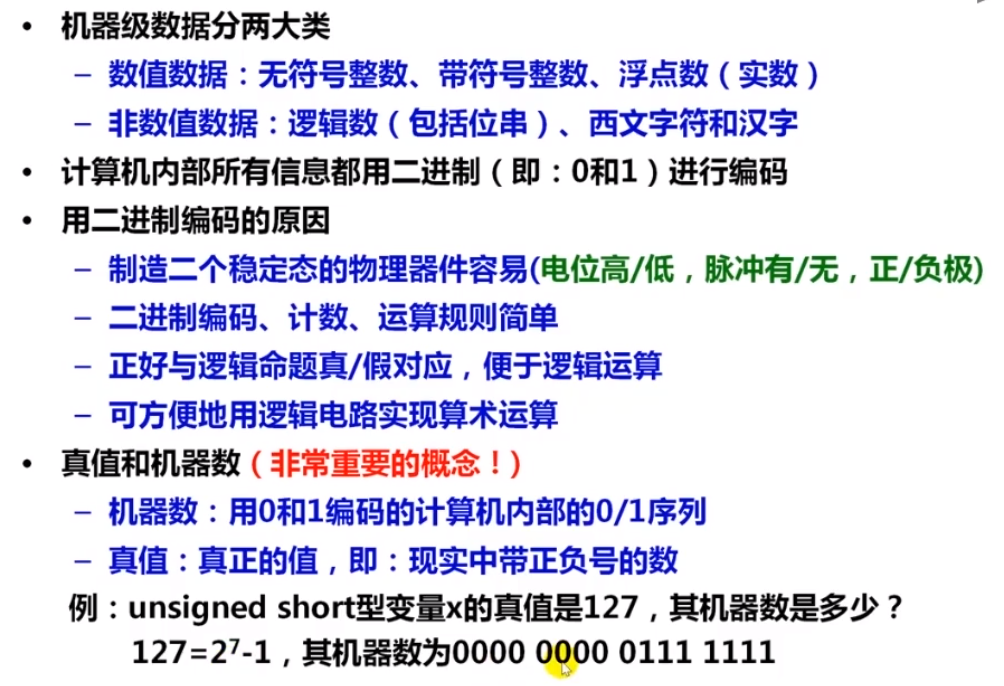 • 机器级数据分两大类
– 数值数据：无符号整数、带符号整数、浮点数（实数）
– 非数值数据：逻辑数（包括位串）、西文字符和汉字
• 计算机内部所有信息都用二进制（即：0和1）进行编码
• 用二进制编码的原因
– 制造二个稳定态的物理器件容易(电位高/低，脉冲有/无，正/负极)
– 二进制编码、计数、运算规则简单
– 正好与逻辑命题真/假对应，便于逻辑运算
– 可方便地用逻辑电路实现算术运算
• 真值和机器数（非常重要的概念！）
– 机器数：用0和1编码的计算机内部的0/1序列
– 真值：真正的值，即：现实中带正负号的数
例：unsigned short型变量x的真值是127，其机器数是多少？
127=2⁷-1，其机器数为0000 0000 0111 1111